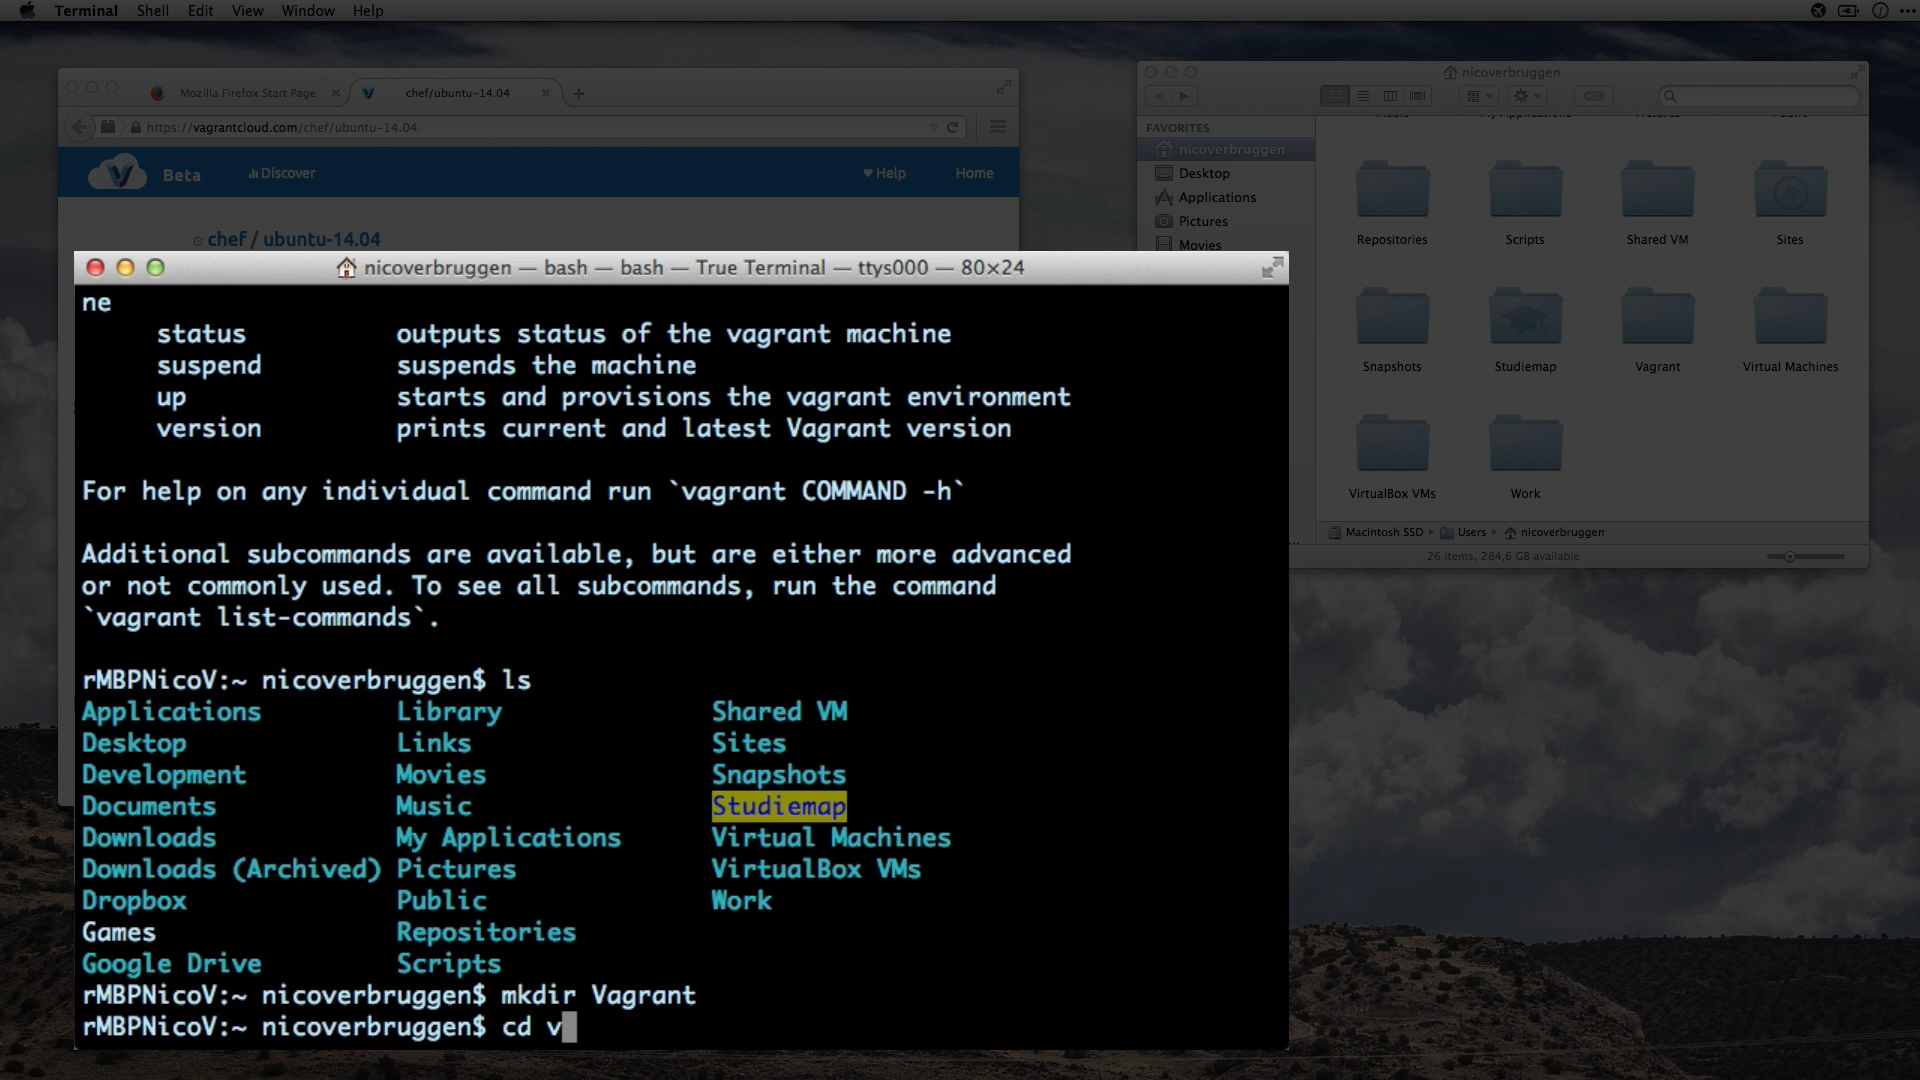 Terminal Shell Edit View Window Help
Mozilla Firefox Start Page
chef/ubuntu-14.04
https://vagrantcloud.com/chef/ubuntu-14.04
Beta Discover Help Home
chef / ubuntu-14.04
nicoverbruggen
FAVORITES
nicoverbruggen
Desktop
Applications
Pictures
Movies
Repositories Scripts Shared VM Sites
Snapshots Studiemap Vagrant Virtual Machines
VirtualBox VMs Work
Macintosh SSD Users nicoverbruggen
26 items, 284,6 GB available
nicoverbruggen — bash — bash — True Terminal — ttys000 — 80×24
ne
status outputs status of the vagrant machine
suspend suspends the machine
up starts and provisions the vagrant environment
version prints current and latest Vagrant version
For help on any individual command run `vagrant COMMAND -h`
Additional subcommands are available, but are either more advanced
or not commonly used. To see all subcommands, run the command
`vagrant list-commands`.
rMBPNicoV:~ nicoverbruggen$ ls
Applications Library Shared VM
Desktop Links Sites
Development Movies Snapshots
Documents Music Studiemap
Downloads My Applications Virtual Machines
Downloads (Archived) Pictures VirtualBox VMs
Dropbox Public Work
Games Repositories
Google Drive Scripts
rMBPNicoV:~ nicoverbruggen$ mkdir Vagrant
rMBPNicoV:~ nicoverbruggen$ cd v